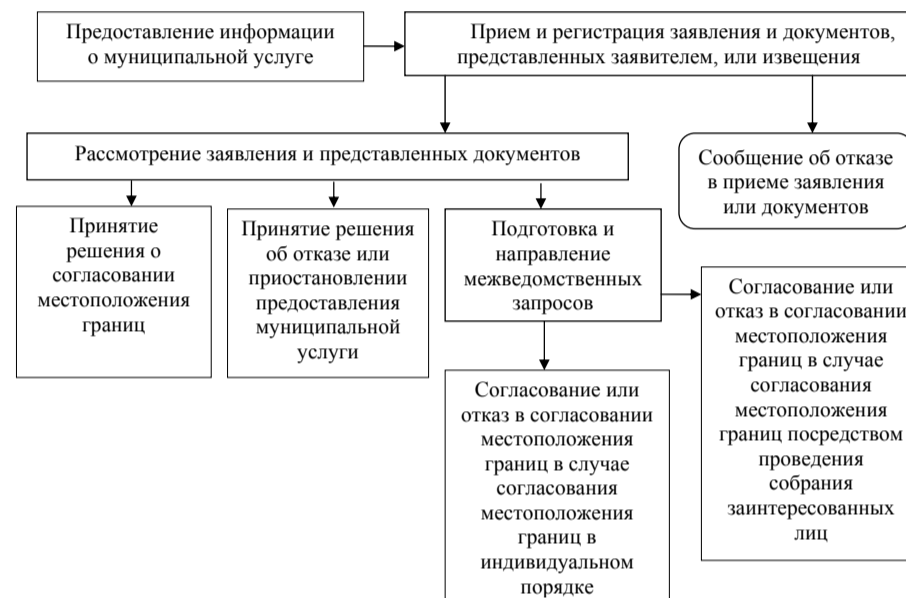 Предоставление информации
о муниципальной услуге
Прием и регистрация заявления и документов,
представленных заявителем, или извещения
Рассмотрение заявления и представленных документов
Сообщение об отказе
в приеме заявления
или документов
Принятие
решения о
согласовании
местоположения
границ
Принятие решения
об отказе или
приостановлении
предоставления
муниципальной
услуги
Подготовка и
направление
межведомственных
запросов
Согласование или
отказ в согласовании
местоположения
границ в случае
согласования
местоположения
границ посредством
проведения
собрания
заинтересованных
лиц
Согласование или
отказ в согласовании
местоположения
границ в случае
согласования
местоположения
границ в
индивидуальном
порядке